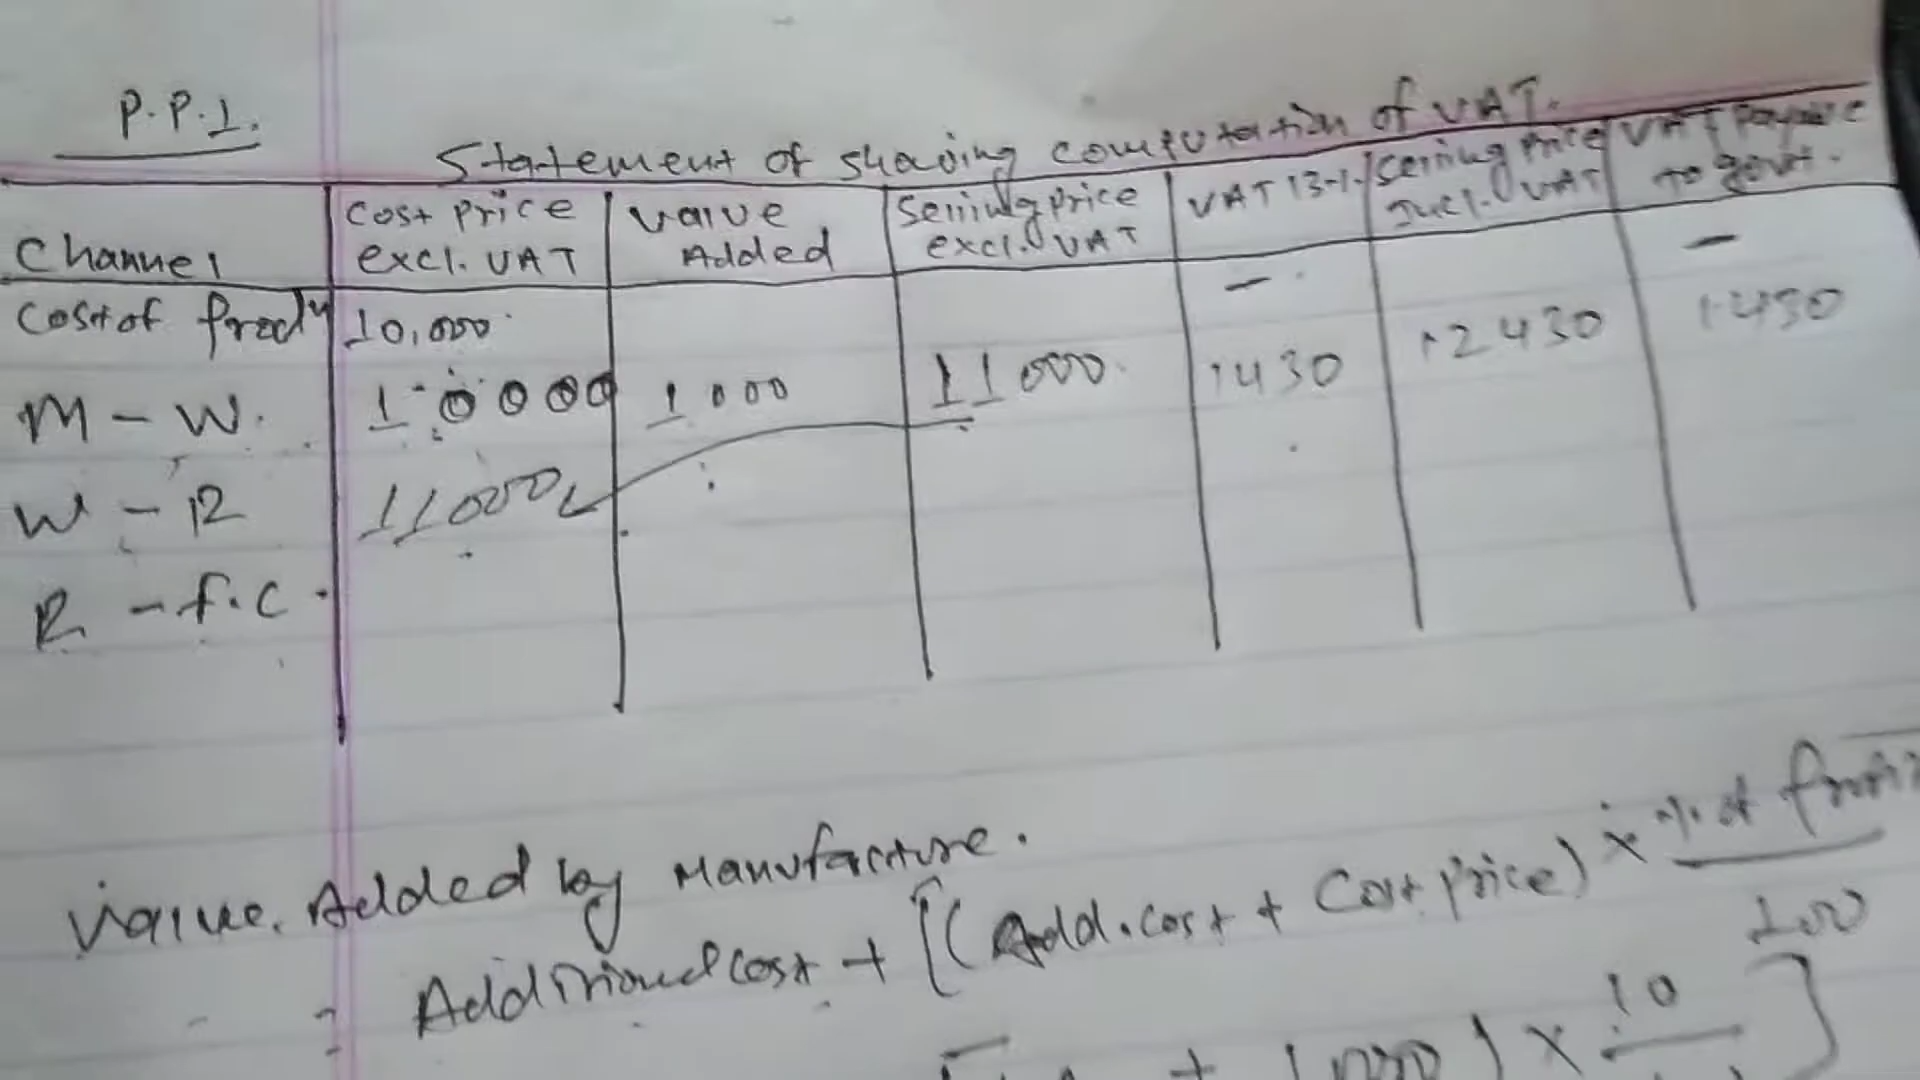 P.P.1.
Statement of showing computation of VAT.
Channel | Cost price excl. VAT | Value Added | Selling price excl. VAT | VAT 13% | Selling Price Incl. VAT | VAT Payable to govt.
Cost of prodn | 10,000 | | | - | | -
M - W. | 10000 | 1000 | 11000 | 1430 | 12430 | 1430
W - R | 11000
R - f.c.
Value Added by Manufacture.
= Additional cost + [(Add. cost + Cost price) x % of
100
+ 1000) x 10 ]